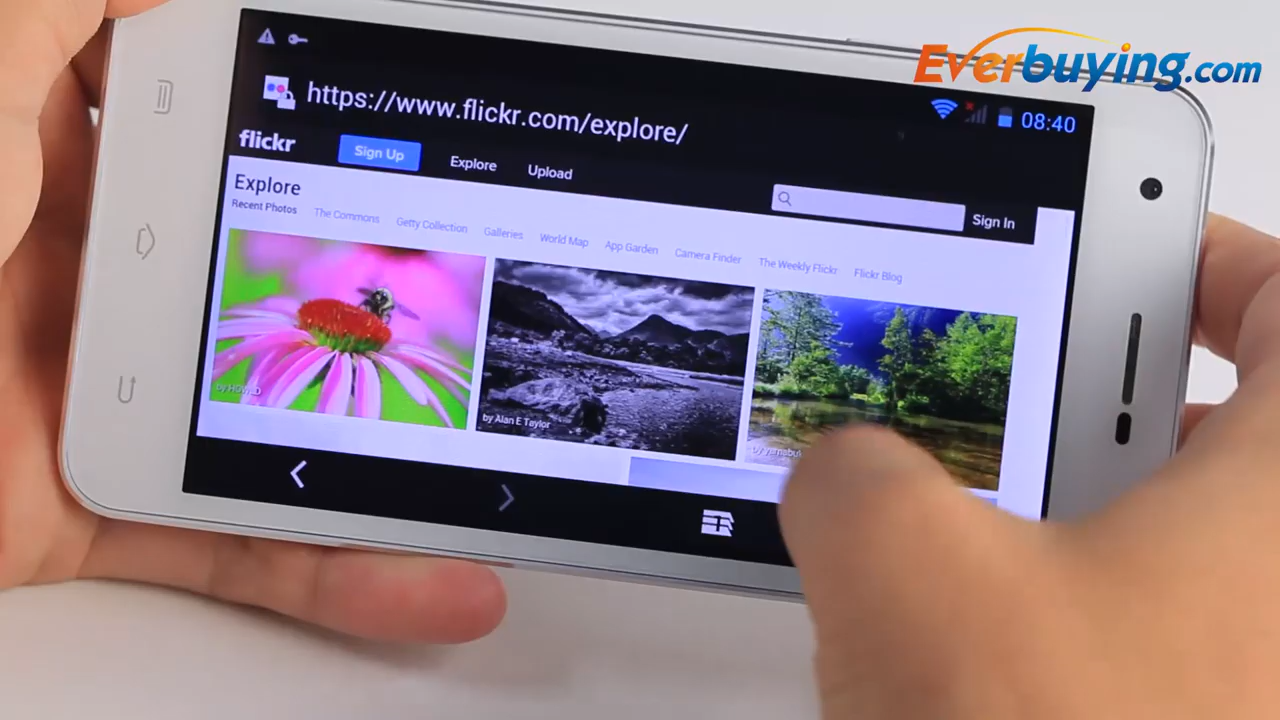 Everbuying.com
08:40
https://www.flickr.com/explore/
flickr Sign Up Explore Upload
Sign In
Explore
Recent Photos The Commons Getty Collection Galleries World Map App Garden Camera Finder The Weekly Flickr Flickr Blog
by Alan E Taylor
by